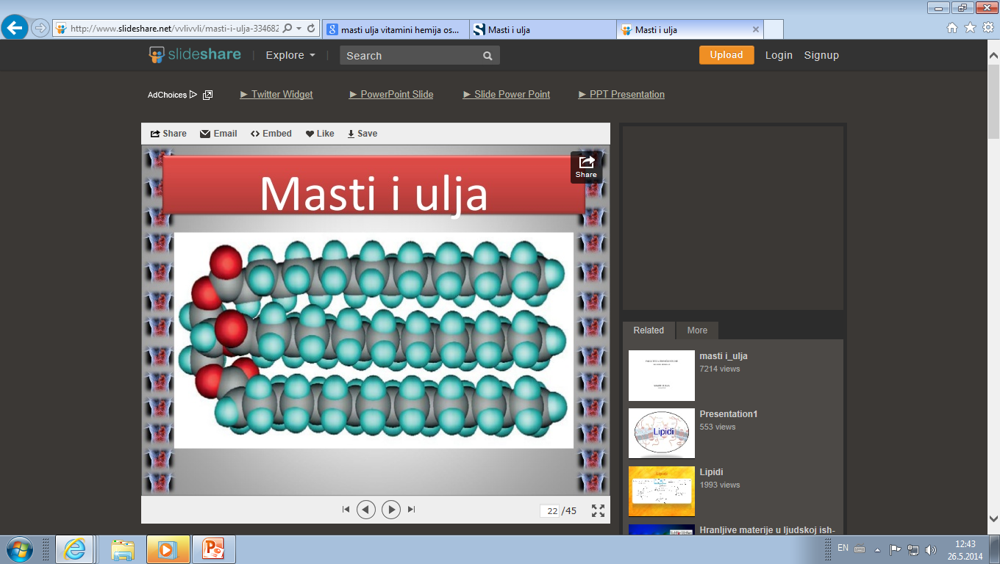 http://www.slideshare.net/vvlivvli/masti-i-ulja-334682
masti ulja vitamini hemija os...
Masti i ulja
Masti i ulja
slideshare
Explore
Search
Upload
Login
Signup
AdChoices
► Twitter Widget
► PowerPoint Slide
► Slide Power Point
► PPT Presentation
Share
Email
Embed
Like
Save
Masti i ulja
Share
22 /45
Related
More
masti i_ulja
7214 views
Presentation1
553 views
Lipidi
Lipidi
1993 views
Lipidi
Hranljive materije u ljudskoj ish-
EN
12:43
26.5.2014